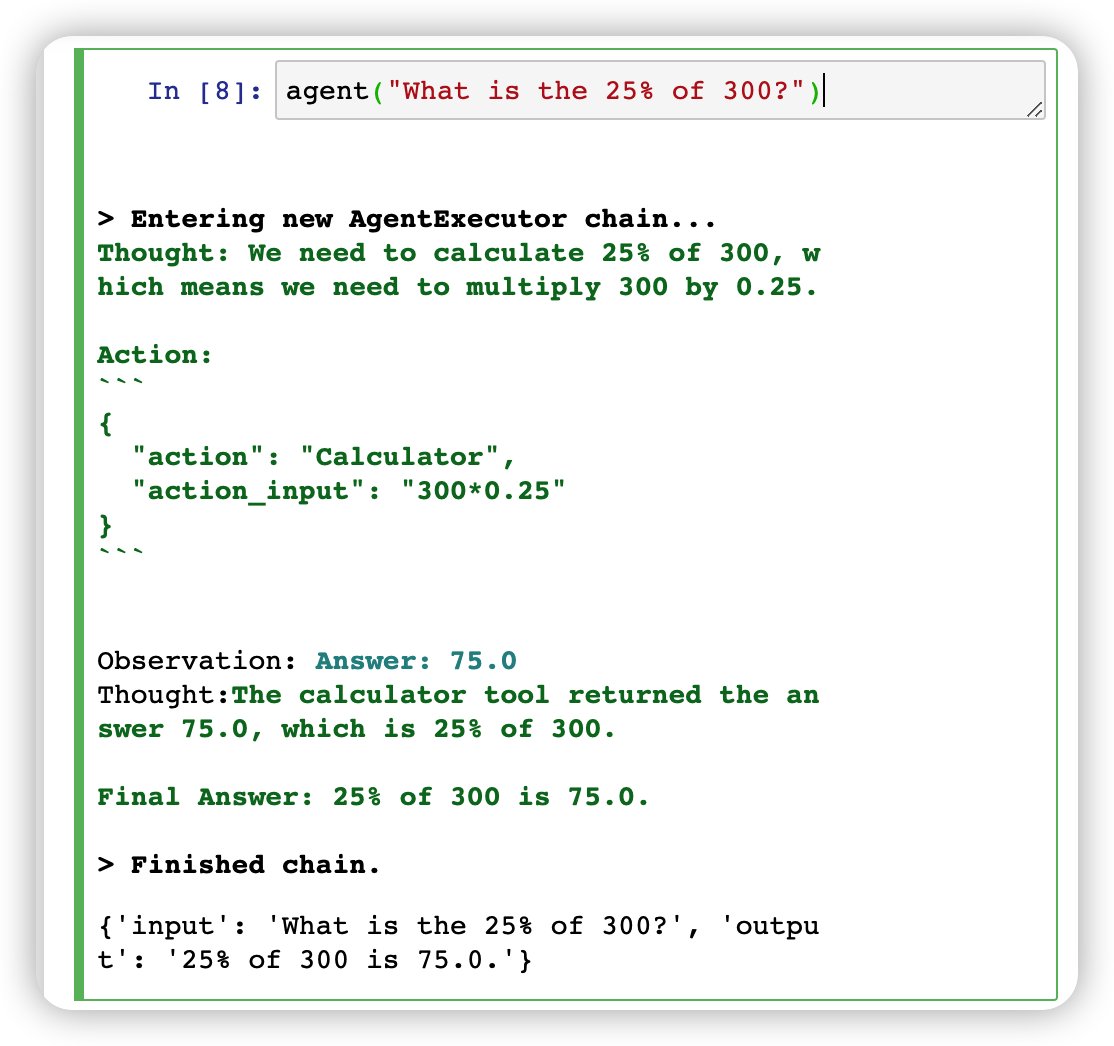 In [8]: agent("What is the 25% of 300?")
> Entering new AgentExecutor chain...
Thought: We need to calculate 25% of 300, w
hich means we need to multiply 300 by 0.25.
Action:
```
{
  "action": "Calculator",
  "action_input": "300*0.25"
}
```
Observation: Answer: 75.0
Thought:The calculator tool returned the an
swer 75.0, which is 25% of 300.
Final Answer: 25% of 300 is 75.0.
> Finished chain.
{'input': 'What is the 25% of 300?', 'outpu
t': '25% of 300 is 75.0.'}